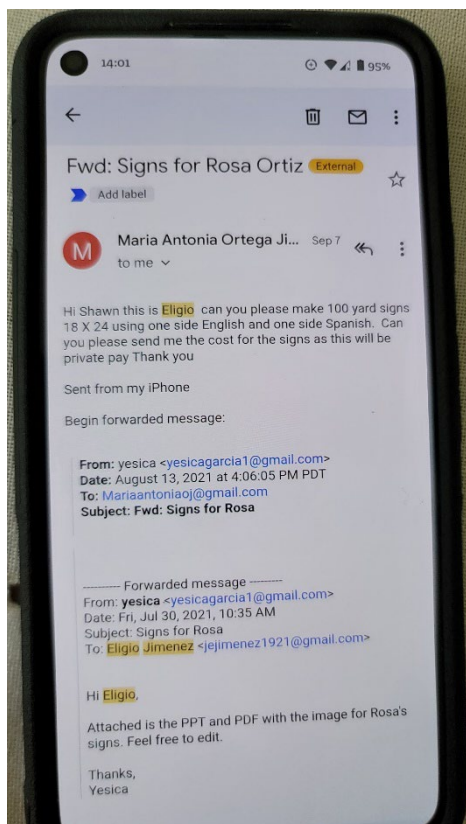 14:01 95%
Fwd: Signs for Rosa Ortiz External
Add label
M
Maria Antonia Ortega Ji... Sep 7
to me
Hi Shawn this is Eligio can you please make 100 yard signs
18 X 24 using one side English and one side Spanish. Can
you please send me the cost for the signs as this will be
private pay Thank you
Sent from my iPhone
Begin forwarded message:
From: yesica <yesicagarcia1@gmail.com>
Date: August 13, 2021 at 4:06:05 PM PDT
To: Mariaantoniaoj@gmail.com
Subject: Fwd: Signs for Rosa
---------- Forwarded message ---------
From: yesica <yesicagarcia1@gmail.com>
Date: Fri, Jul 30, 2021, 10:35 AM
Subject: Signs for Rosa
To: Eligio Jimenez <jejimenez1921@gmail.com>
Hi Eligio,
Attached is the PPT and PDF with the image for Rosa's
signs. Feel free to edit.
Thanks,
Yesica